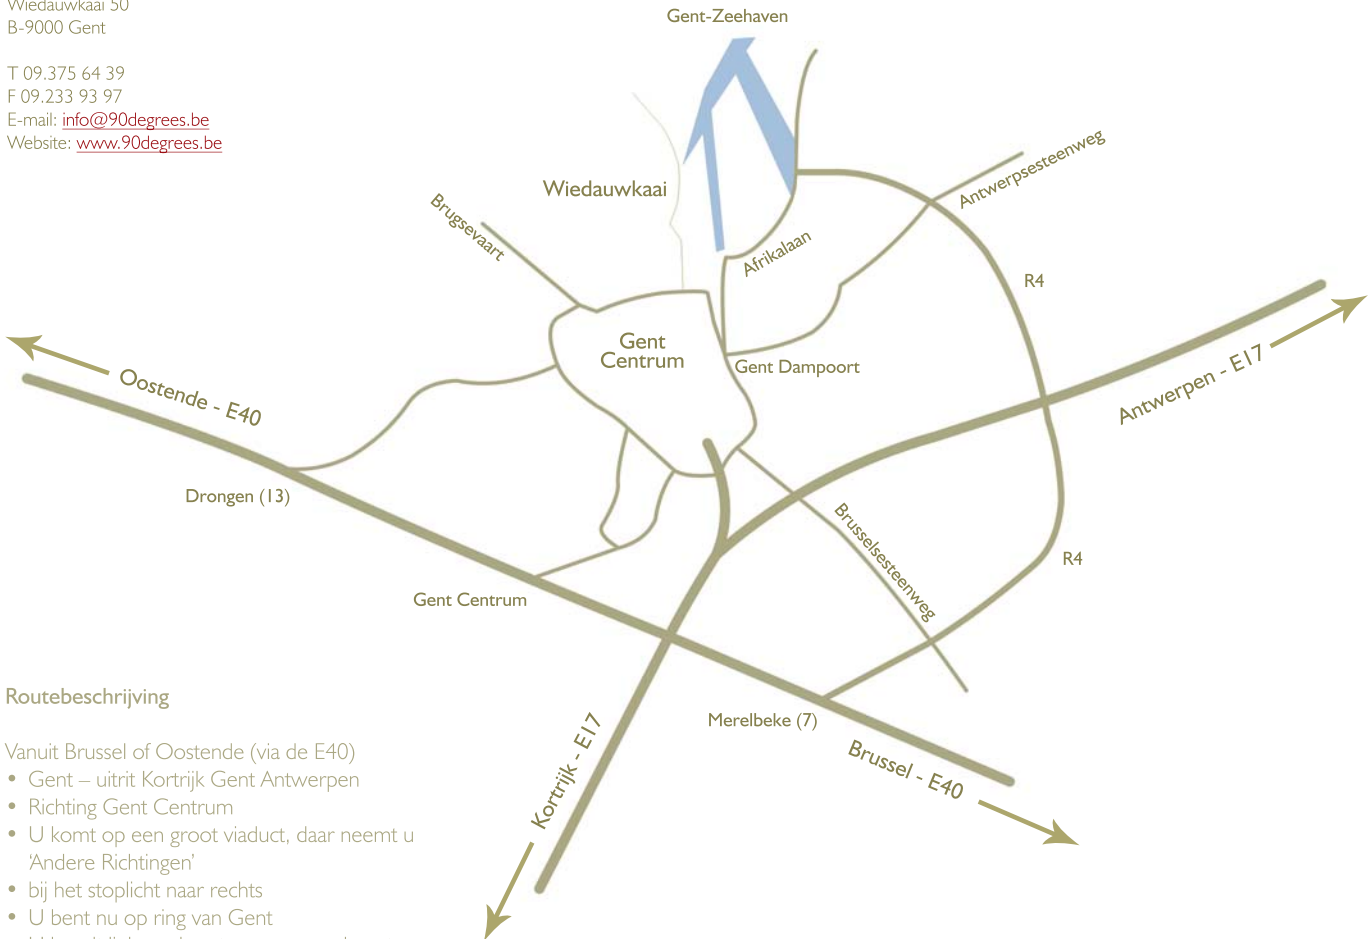 Wiedauwkaai 50
B-9000 Gent
T 09.375 64 39
F 09.233 93 97
E-mail: info@90degrees.be
Website: www.90degrees.be
Gent-Zeehaven
Wiedauwkaai
Brugsevaart
Antwerpsesteenweg
Afrikalaan
R4
Gent
Centrum
Gent Dampoort
Oostende - E40
Antwerpen - E17
Drongen (13)
Brusselsesteenweg
R4
Gent Centrum
Merelbeke (7)
Kortrijk - E17
Brussel - E40
Routebeschrijving
Vanuit Brussel of Oostende (via de E40)
• Gent – uitrit Kortrijk Gent Antwerpen
• Richting Gent Centrum
• U komt op een groot viaduct, daar neemt u
‘Andere Richtingen’
• bij het stoplicht naar rechts
• U bent nu op ring van Gent